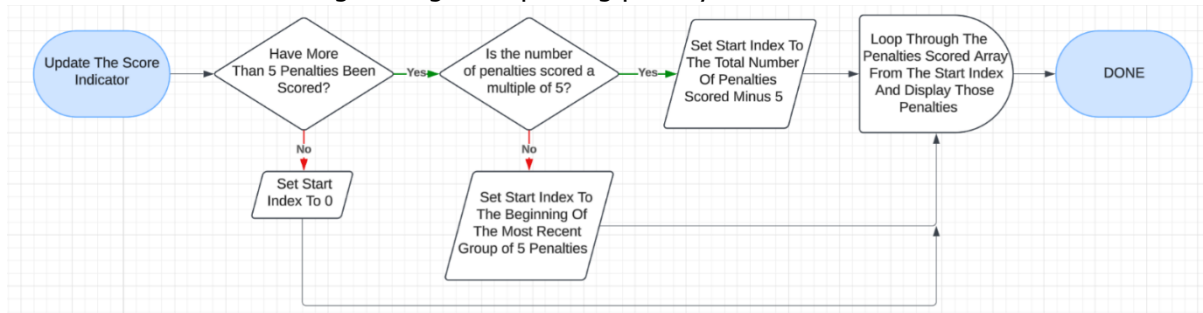 Update The Score
Indicator
Have More
Than 5 Penalties Been
Scored?
Yes
Is the number
of penalties scored a
multiple of 5?
Yes
Set Start Index To
The Total Number
Of Penalties
Scored Minus 5
Loop Through The
Penalties Scored Array
From The Start Index
And Display Those
Penalties
DONE
No
No
Set Start
Index To 0
Set Start Index To
The Beginning Of
The Most Recent
Group of 5 Penalties